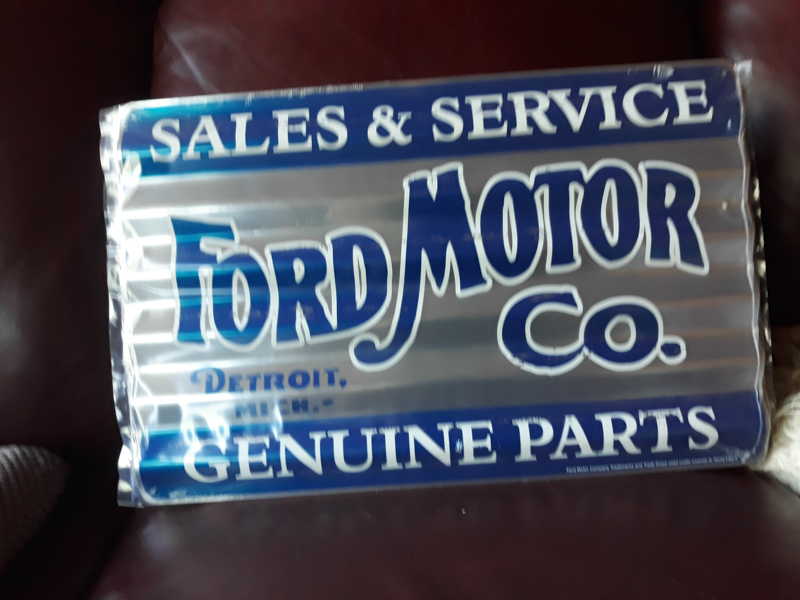 SALES & SERVICE
FORD MOTOR
CO.
DETROIT,
MICH.-
GENUINE PARTS